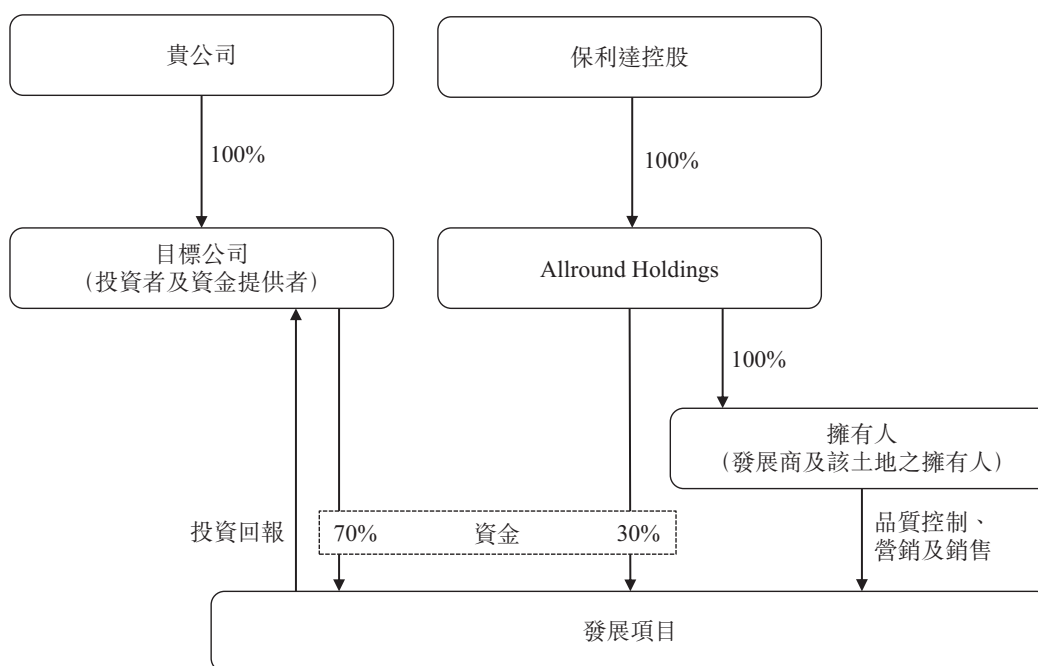 貴公司
保利達控股
100%
100%
目標公司
（投資者及資金提供者）
Allround Holdings
100%
擁有人
（發展商及該土地之擁有人）
投資回報
70%
資金
30%
品質控制、
營銷及銷售
發展項目